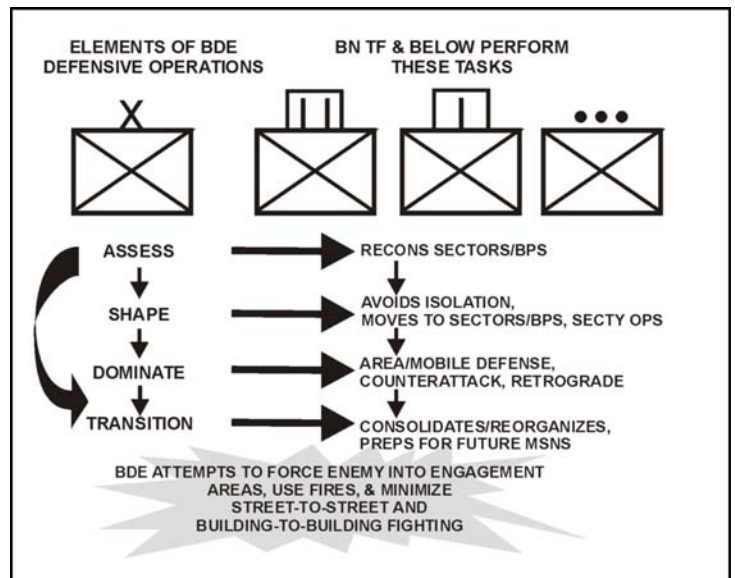 ELEMENTS OF BDE
DEFENSIVE OPERATIONS
BN TF & BELOW PERFORM
THESE TASKS
ASSESS
RECONS SECTORS/BPS
SHAPE
AVOIDS ISOLATION,
MOVES TO SECTORS/BPS, SECTY OPS
DOMINATE
AREA/MOBILE DEFENSE,
COUNTERATTACK, RETROGRADE
TRANSITION
CONSOLIDATES/REORGANIZES,
PREPS FOR FUTURE MSNS
BDE ATTEMPTS TO FORCE ENEMY INTO ENGAGEMENT
AREAS, USE FIRES, & MINIMIZE
STREET-TO-STREET AND
BUILDING-TO-BUILDING FIGHTING